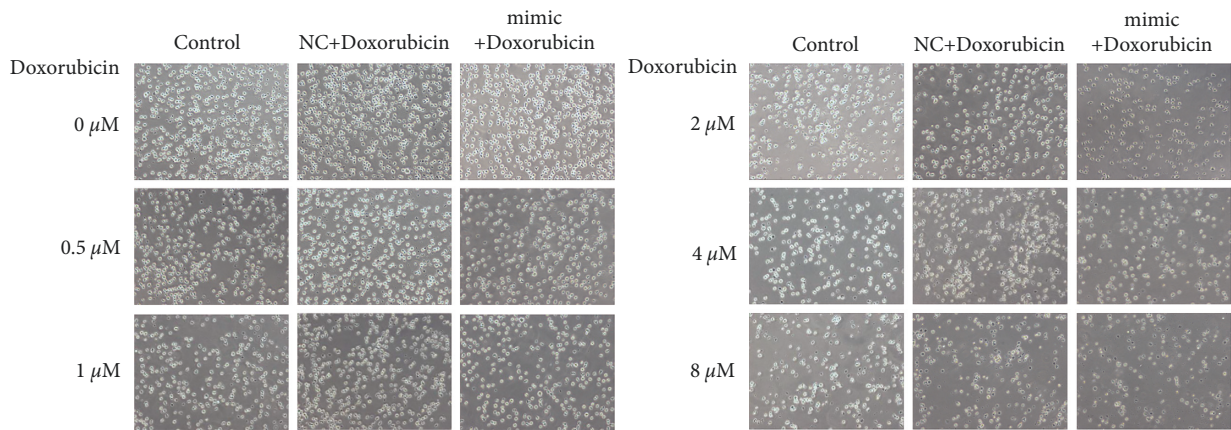 Control
NC+Doxorubicin
mimic
+Doxorubicin
Doxorubicin
0 µM
0.5 µM
1 µM
Control
NC+Doxorubicin
mimic
+Doxorubicin
Doxorubicin
2 µM
4 µM
8 µM